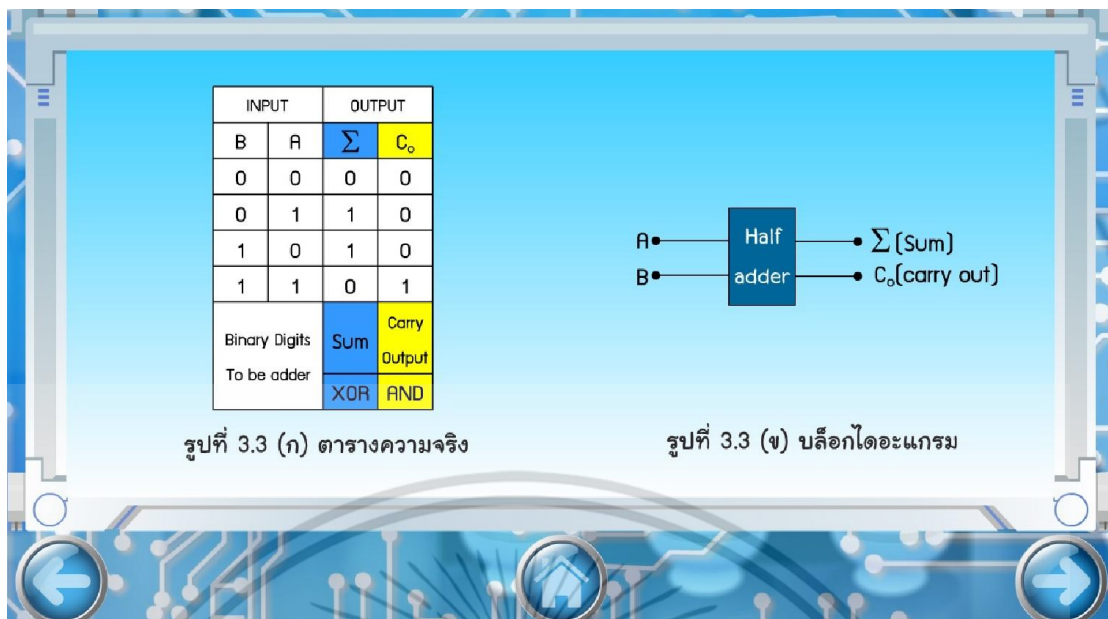 INPUT OUTPUT
B A Σ Co
0 0 0 0
0 1 1 0
1 0 1 0
1 1 0 1
Binary Digits
To be adder
Sum
Carry
Output
XOR AND
รูปที่ 3.3 (ก) ตารางความจริง
A
B
Half
adder
Σ (Sum)
Co(carry out)
รูปที่ 3.3 (ข) บล็อกไดอะแกรม